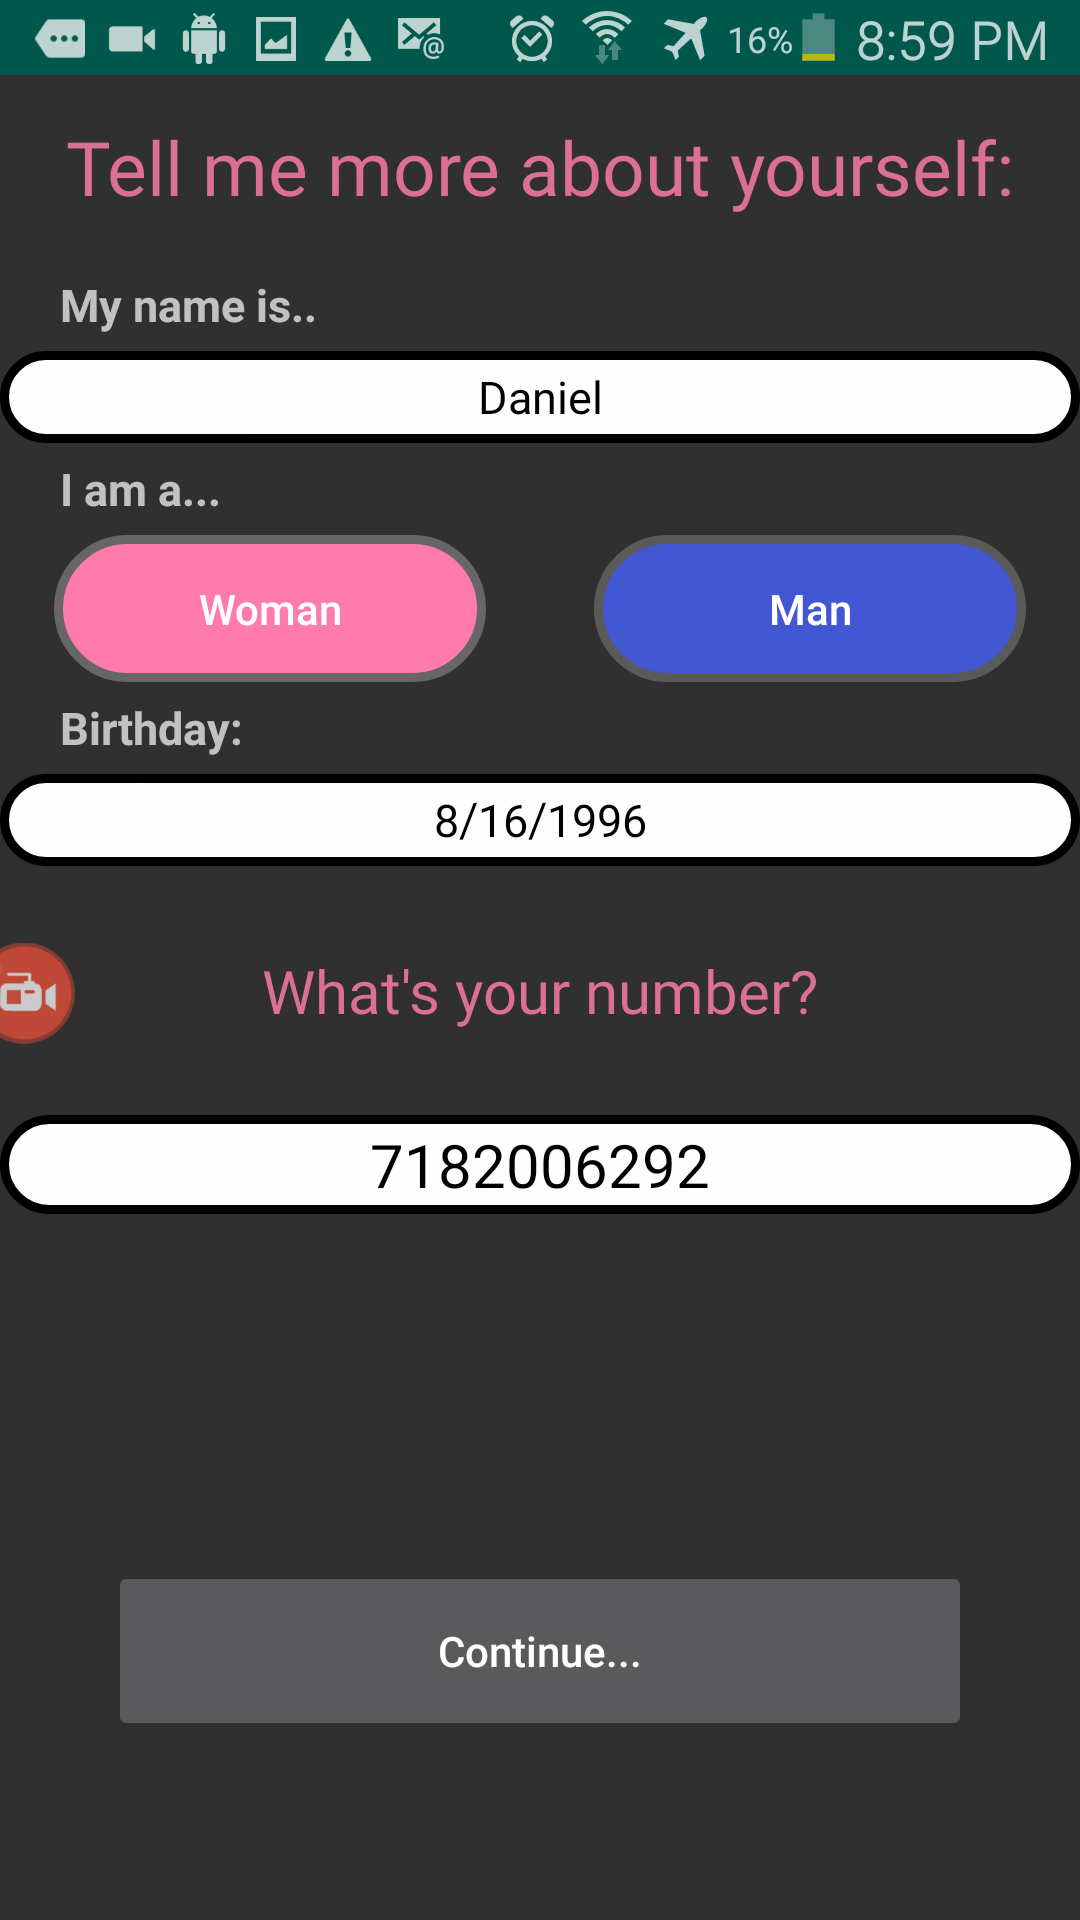 16% 8:59 PM
Tell me more about yourself:
My name is..
Daniel
I am a...
Woman Man
Birthday:
8/16/1996
What's your number?
7182006292
Continue...